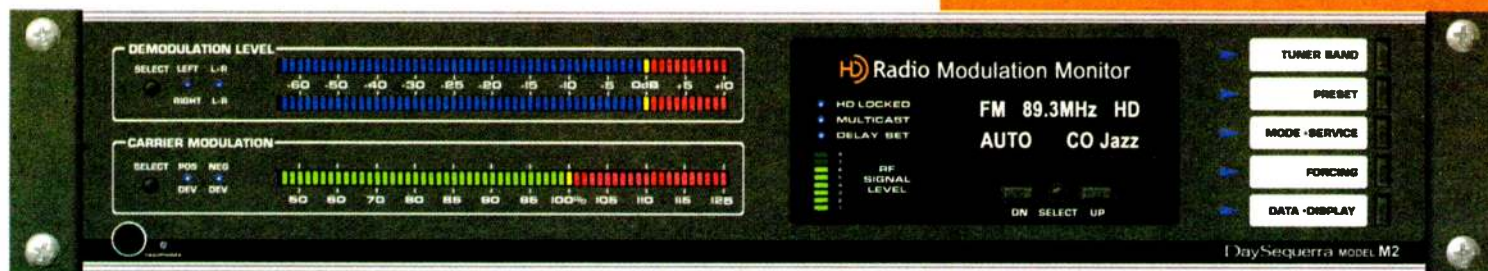 DEMODULATION LEVEL
SELECT LEFT L+R
RIGHT L-R
-60 -50 -40 -30 -25 -20 -15 -10 -5 0dB +5 +10
CARRIER MODULATION
SELECT POS NEG
DEV DEV
50 60 70 80 85 90 95 100% 105 110 115 125
HD Radio Modulation Monitor
HD LOCKED
MULTICAST
DELAY SET
FM 89.3MHz HD
AUTO CO Jazz
RF
SIGNAL
LEVEL
DN SELECT UP
TUNER BAND
PRESET
MODE • SERVICE
FORCING
DATA • DISPLAY
DaySequerra MODEL M2